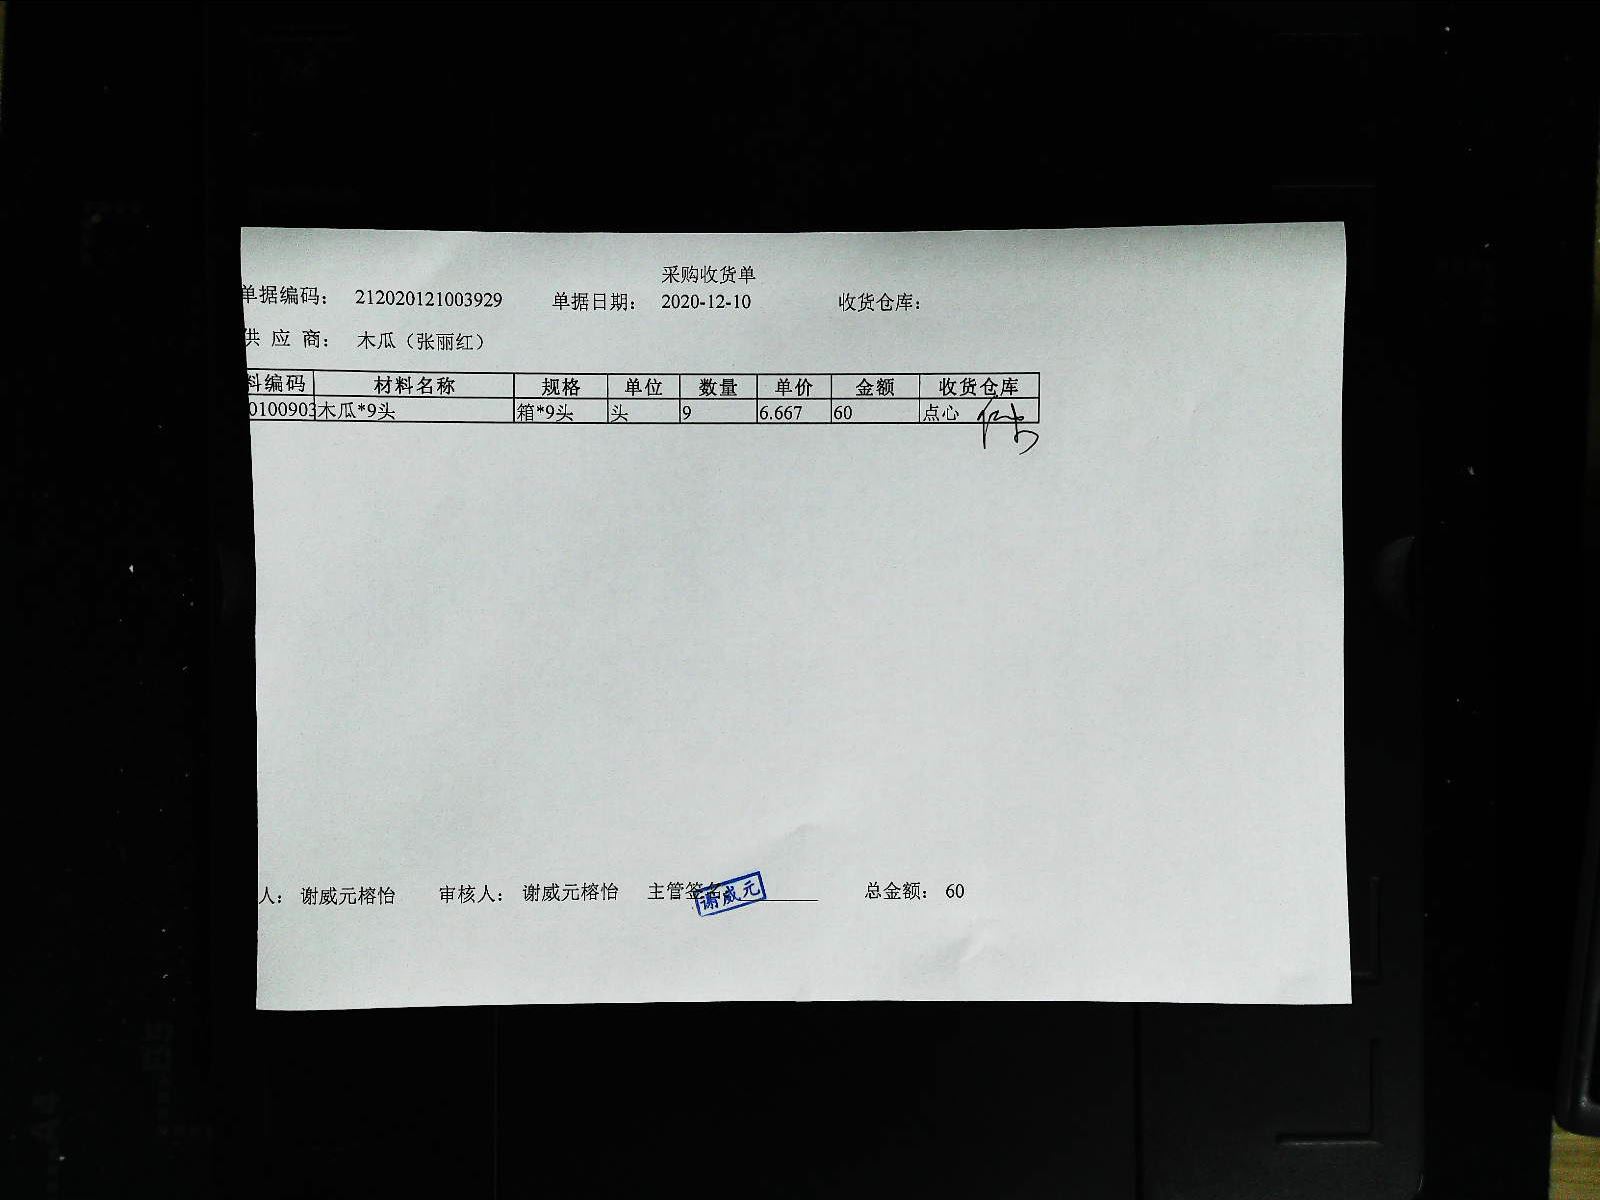 采购收货单
单据编码： 212020121003929 单据日期： 2020-12-10 收货仓库：
供 应 商： 木瓜（张丽红）
料编码 材料名称 规格 单位 数量 单价 金额 收货仓库
0100903 木瓜*9头 箱*9头 头 9 6.667 60 点心
人： 谢威元榕怡 审核人： 谢威元榕怡 主管签名 总金额： 60
谢威元